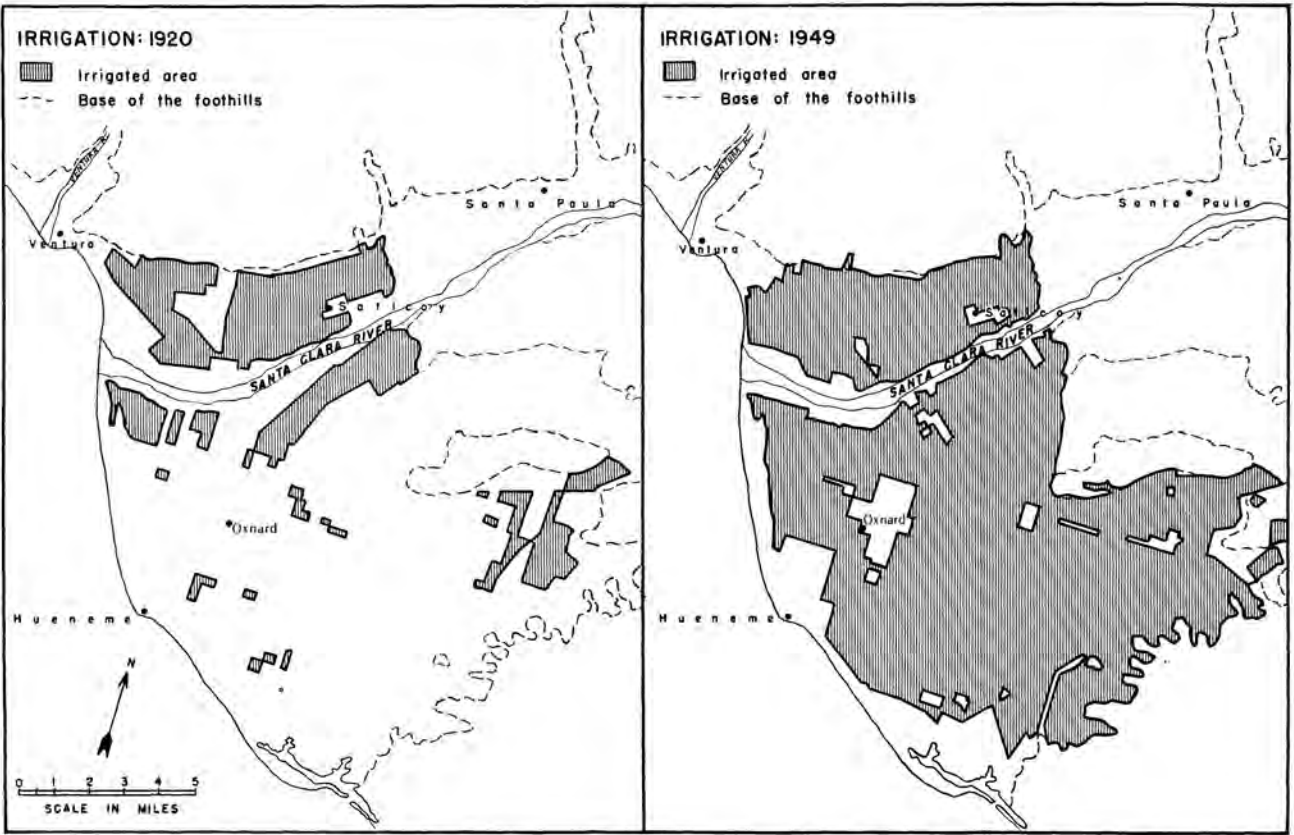 IRRIGATION: 1920
Irrigated area
Base of the foothills
VENTURA R.
Santa Paula
Ventura
Saticoy
SANTA CLARA RIVER
Oxnard
Hueneme
N
0 1 2 3 4 5
SCALE IN MILES
IRRIGATION: 1949
Irrigated area
Base of the foothills
VENTURA R.
Santa Paula
Ventura
Saticoy
SANTA CLARA RIVER
Oxnard
Hueneme